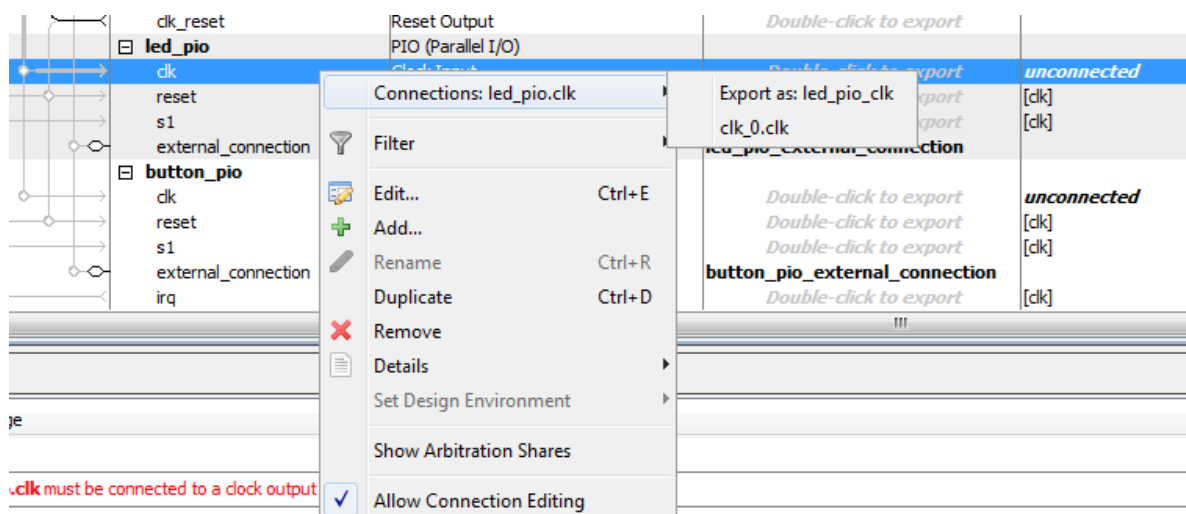 clk_reset Reset Output Double-click to export
led_pio PIO (Parallel I/O)
clk unconnected
Connections: led_pio.clk
Export as: led_pio_clk
clk_0.clk
reset [clk]
s1 [clk]
external_connection led_pio_external_connection
Filter
button_pio
clk Double-click to export unconnected
Edit... Ctrl+E
reset Double-click to export [clk]
Add...
s1 Double-click to export [clk]
Rename Ctrl+R
external_connection button_pio_external_connection
Duplicate Ctrl+D
irq Double-click to export [clk]
Remove
Details
Set Design Environment
Show Arbitration Shares
.clk must be connected to a clock output
Allow Connection Editing